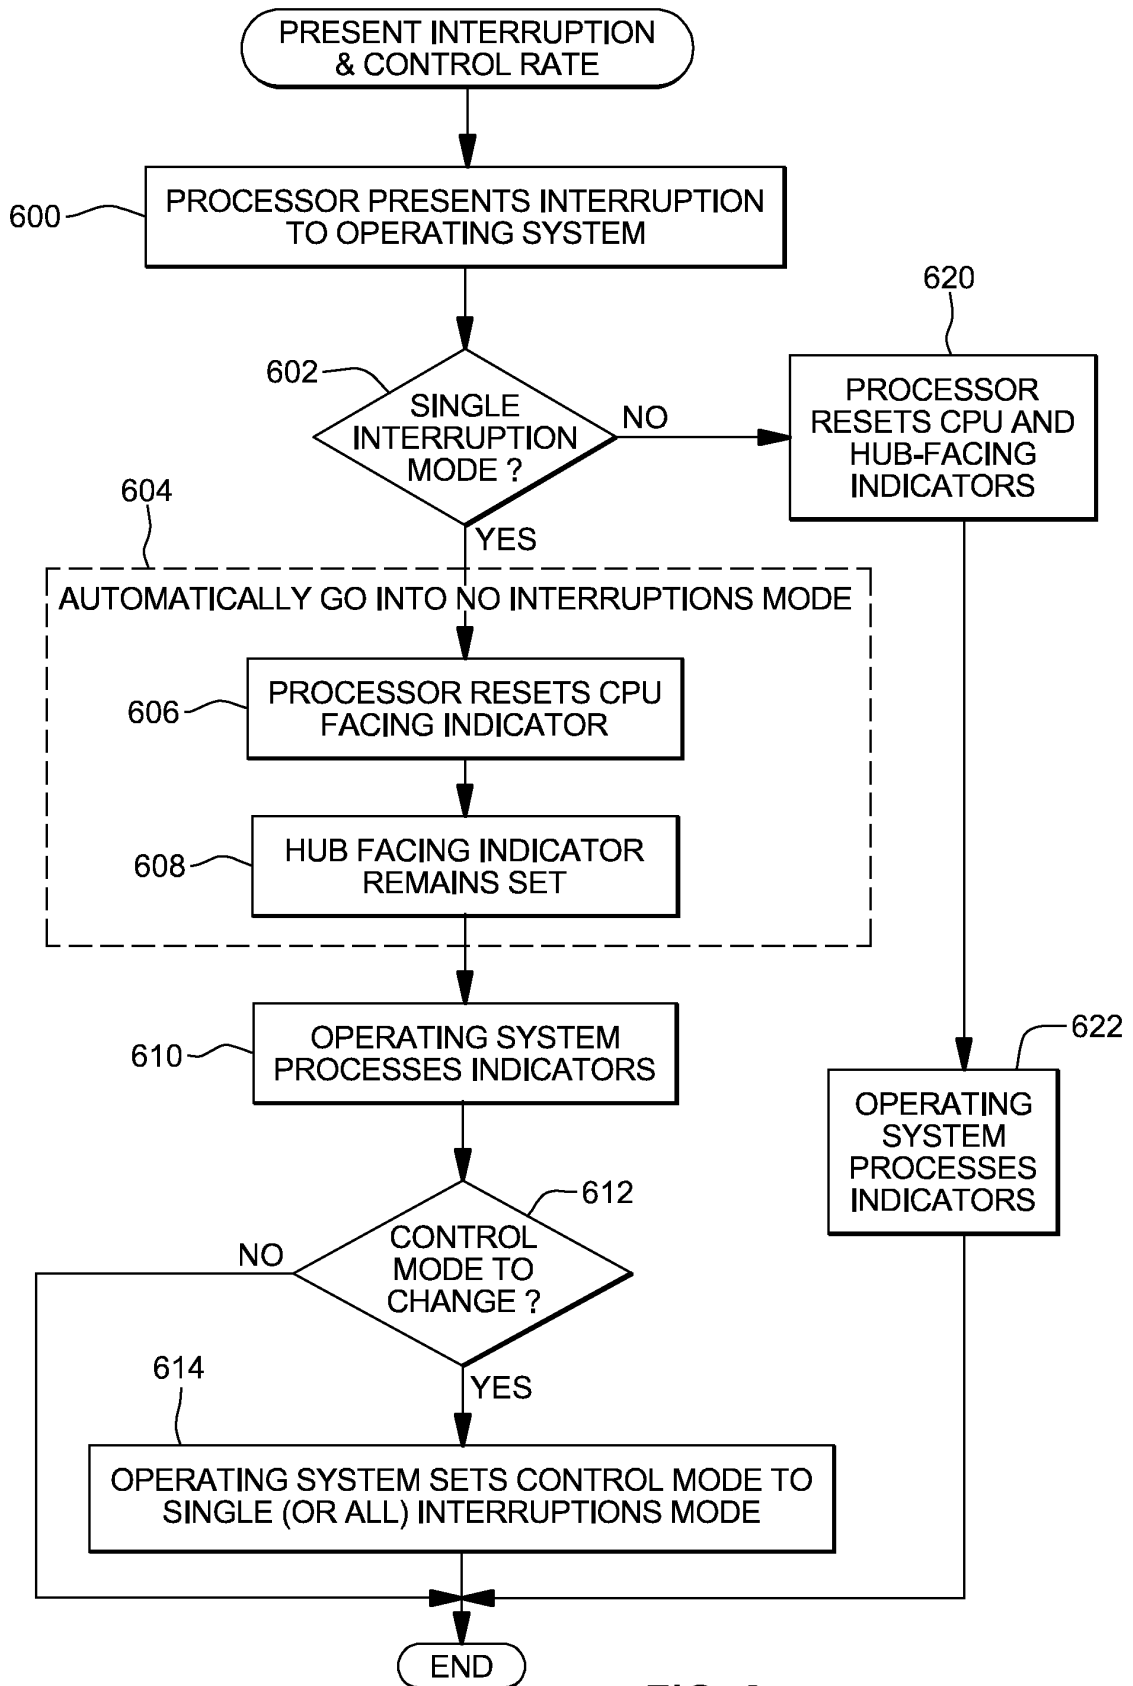 PRESENT INTERRUPTION
& CONTROL RATE
600
PROCESSOR PRESENTS INTERRUPTION
TO OPERATING SYSTEM
602
SINGLE
INTERRUPTION
MODE ?
NO
620
PROCESSOR
RESETS CPU AND
HUB-FACING
INDICATORS
YES
604
AUTOMATICALLY GO INTO NO INTERRUPTIONS MODE
606
PROCESSOR RESETS CPU
FACING INDICATOR
608
HUB FACING INDICATOR
REMAINS SET
610
OPERATING SYSTEM
PROCESSES INDICATORS
622
OPERATING
SYSTEM
PROCESSES
INDICATORS
612
CONTROL
MODE TO
CHANGE ?
NO
YES
614
OPERATING SYSTEM SETS CONTROL MODE TO
SINGLE (OR ALL) INTERRUPTIONS MODE
END